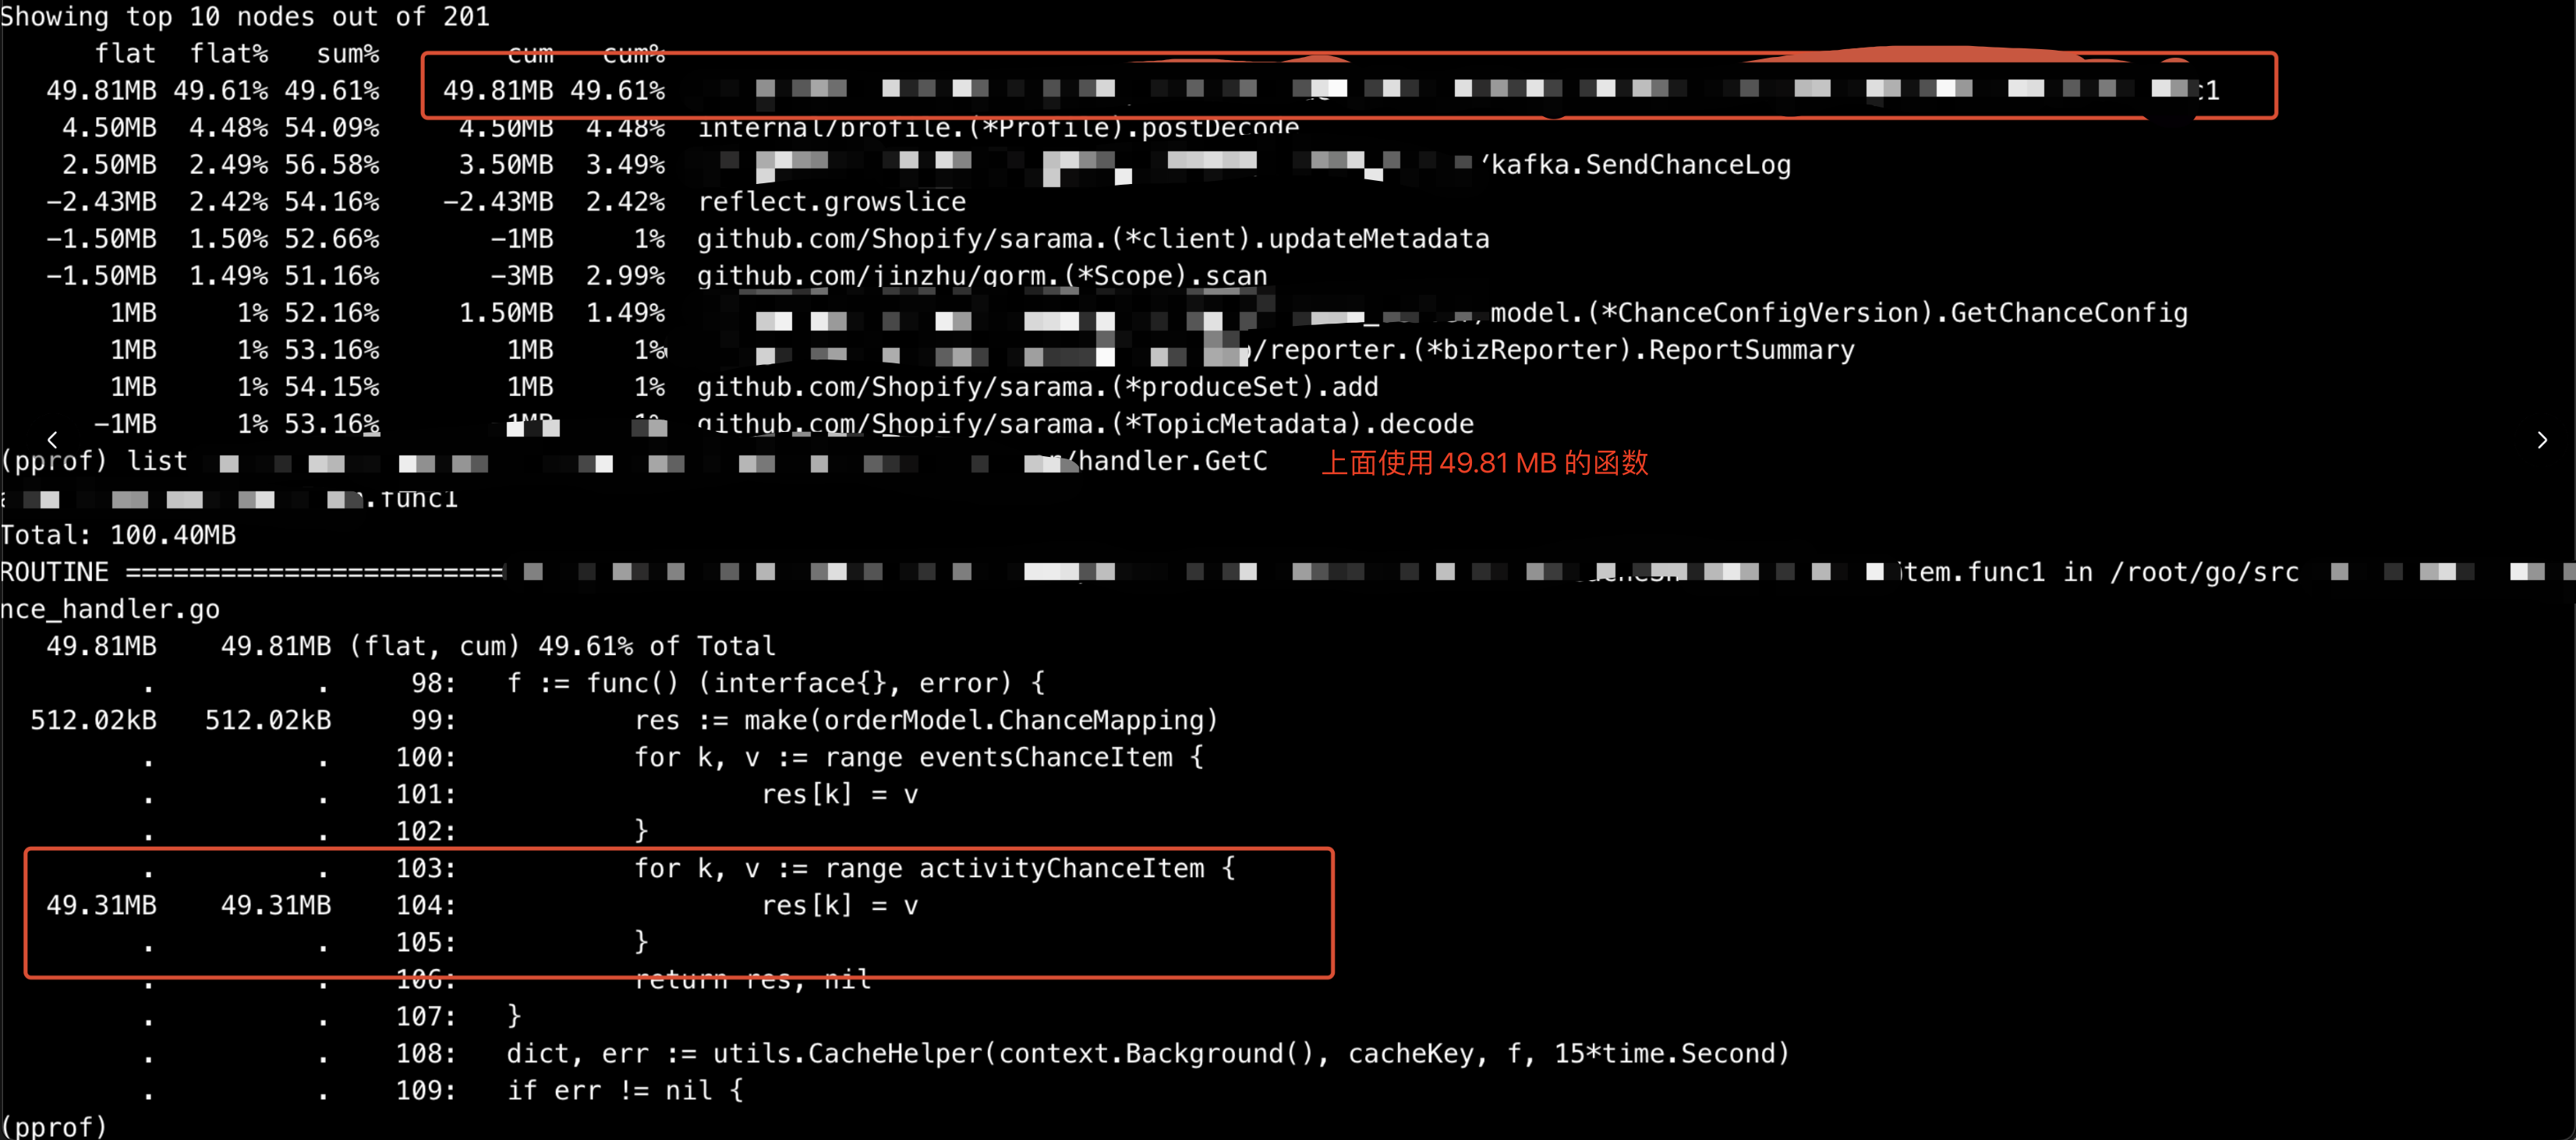 Showing top 10 nodes out of 201
flat flat% sum% cum cum%
49.81MB 49.61% 49.61% 49.81MB 49.61% c1
4.50MB 4.48% 54.09% 4.50MB 4.48% internal/profile.(*Profile).postDecode
2.50MB 2.49% 56.58% 3.50MB 3.49% /kafka.SendChanceLog
-2.43MB 2.42% 54.16% -2.43MB 2.42% reflect.growslice
-1.50MB 1.50% 52.66% -1MB 1% github.com/Shopify/sarama.(*client).updateMetadata
-1.50MB 1.49% 51.16% -3MB 2.99% github.com/jinzhu/gorm.(*Scope).scan
1MB 1% 52.16% 1.50MB 1.49% model.(*ChanceConfigVersion).GetChanceConfig
1MB 1% 53.16% 1MB 1% /reporter.(*bizReporter).ReportSummary
1MB 1% 54.15% 1MB 1% github.com/Shopify/sarama.(*produceSet).add
-1MB 1% 53.16% 1MB 1% github.com/Shopify/sarama.(*TopicMetadata).decode
(pprof) list /handler.GetC 上面使用 49.81 MB 的函数
.func1
Total: 100.40MB
ROUTINE ======================== tem.func1 in /root/go/src
nce_handler.go
49.81MB 49.81MB (flat, cum) 49.61% of Total
. . 98: f := func() (interface{}, error) {
512.02kB 512.02kB 99: res := make(orderModel.ChanceMapping)
. . 100: for k, v := range eventsChanceItem {
. . 101: res[k] = v
. . 102: }
. . 103: for k, v := range activityChanceItem {
49.31MB 49.31MB 104: res[k] = v
. . 105: }
. . 106: return res, nil
. . 107: }
. . 108: dict, err := utils.CacheHelper(context.Background(), cacheKey, f, 15*time.Second)
. . 109: if err != nil {
(pprof)